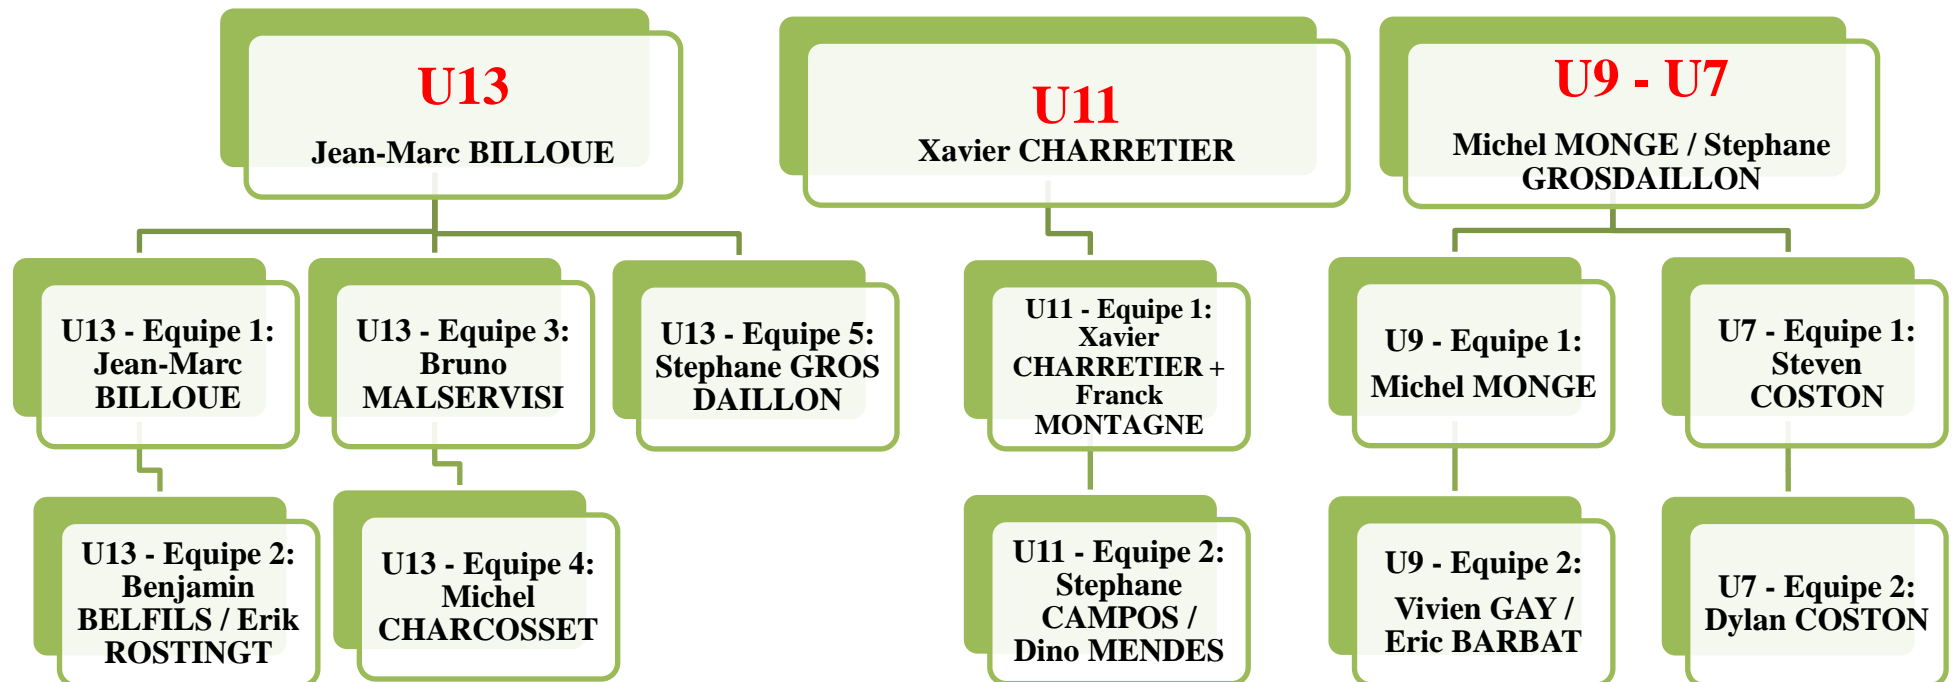 U13
Jean-Marc BILLOUE
U11
Xavier CHARRETIER
U9 - U7
Michel MONGE / Stephane
GROSDAILLON
U13 - Equipe 1:
Jean-Marc
BILLOUE
U13 - Equipe 3:
Bruno
MALSERVISI
U13 - Equipe 5:
Stephane GROS
DAILLON
U11 - Equipe 1:
Xavier
CHARRETIER +
Franck
MONTAGNE
U9 - Equipe 1:
Michel MONGE
U7 - Equipe 1:
Steven
COSTON
U13 - Equipe 2:
Benjamin
BELFILS / Erik
ROSTINGT
U13 - Equipe 4:
Michel
CHARCOSSET
U11 - Equipe 2:
Stephane
CAMPOS /
Dino MENDES
U9 - Equipe 2:
Vivien GAY /
Eric BARBAT
U7 - Equipe 2:
Dylan COSTON